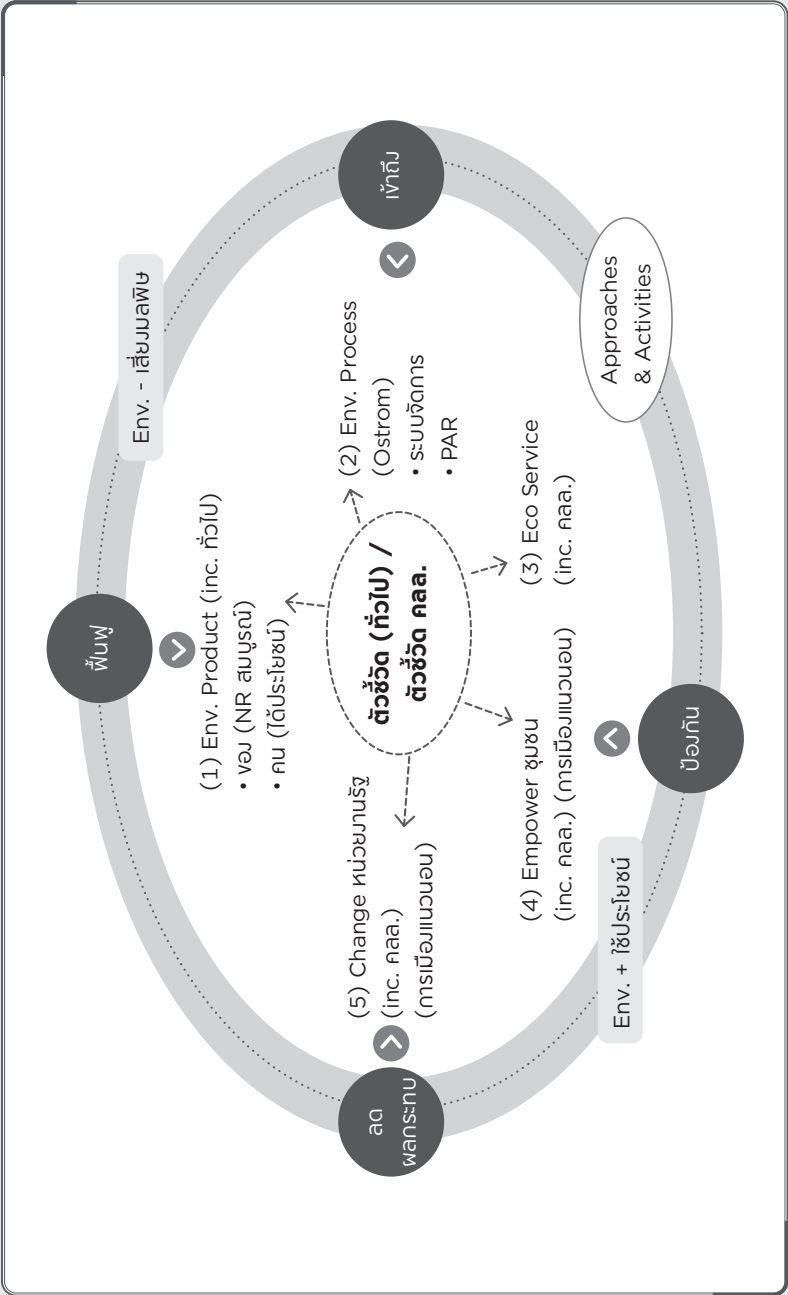 ฟื้นฟู
Env. - เสี่ยงมลพิษ
(1) Env. Product (inc. ทั่วไป)
• ของ (NR สมบูรณ์)
• คน (ได้ประโยชน์)
เข้าถึง
(2) Env. Process
(Ostrom)
• ระบบจัดการ
• PAR
ตัวชี้วัด (ทั่วไป) /
ตัวชี้วัด คลล.
ลด
ผลกระทบ
(5) Change หน่วยงานรัฐ
(inc. คลล.)
(การเมืองแนวนอน)
(4) Empower ชุมชน
(inc. คลล.) (การเมืองแนวนอน)
(3) Eco Service
(inc. คลล.)
Approaches
& Activities
Env. + ใช้ประโยชน์
ป้องกัน